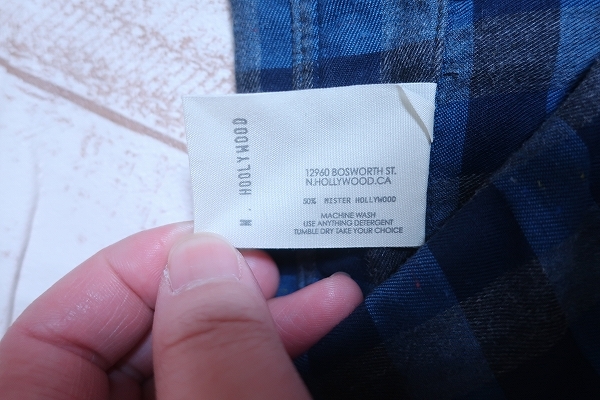 N. HOOLYWOOD
12960 BOSWORTH ST.
N.HOLLYWOOD.CA
50% MISTER HOLLYWOOD
MACHINE WASH
USE ANYTHING DETERGENT
TUMBLE DRY TAKE YOUR CHOICE